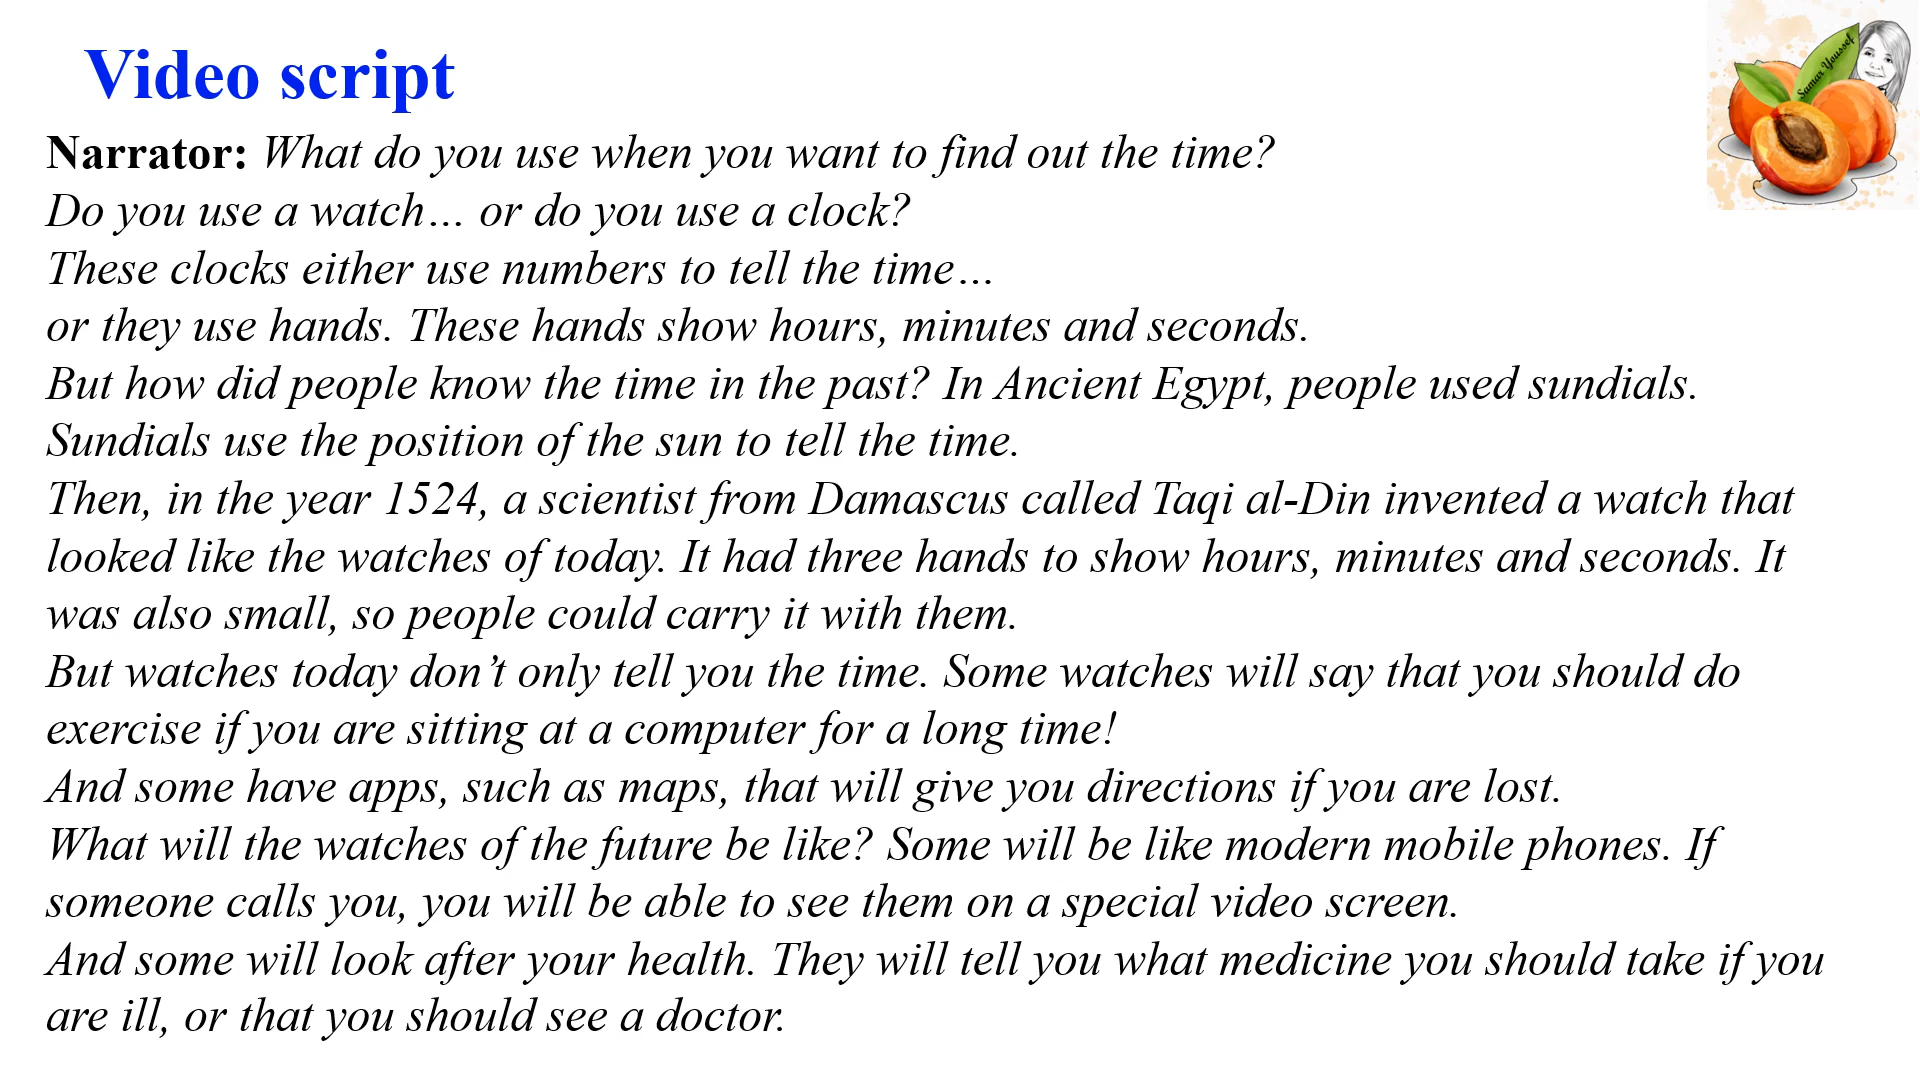 Video script
Samar Youssef
Narrator: What do you use when you want to find out the time?
Do you use a watch… or do you use a clock?
These clocks either use numbers to tell the time…
or they use hands. These hands show hours, minutes and seconds.
But how did people know the time in the past? In Ancient Egypt, people used sundials.
Sundials use the position of the sun to tell the time.
Then, in the year 1524, a scientist from Damascus called Taqi al-Din invented a watch that
looked like the watches of today. It had three hands to show hours, minutes and seconds. It
was also small, so people could carry it with them.
But watches today don’t only tell you the time. Some watches will say that you should do
exercise if you are sitting at a computer for a long time!
And some have apps, such as maps, that will give you directions if you are lost.
What will the watches of the future be like? Some will be like modern mobile phones. If
someone calls you, you will be able to see them on a special video screen.
And some will look after your health. They will tell you what medicine you should take if you
are ill, or that you should see a doctor.